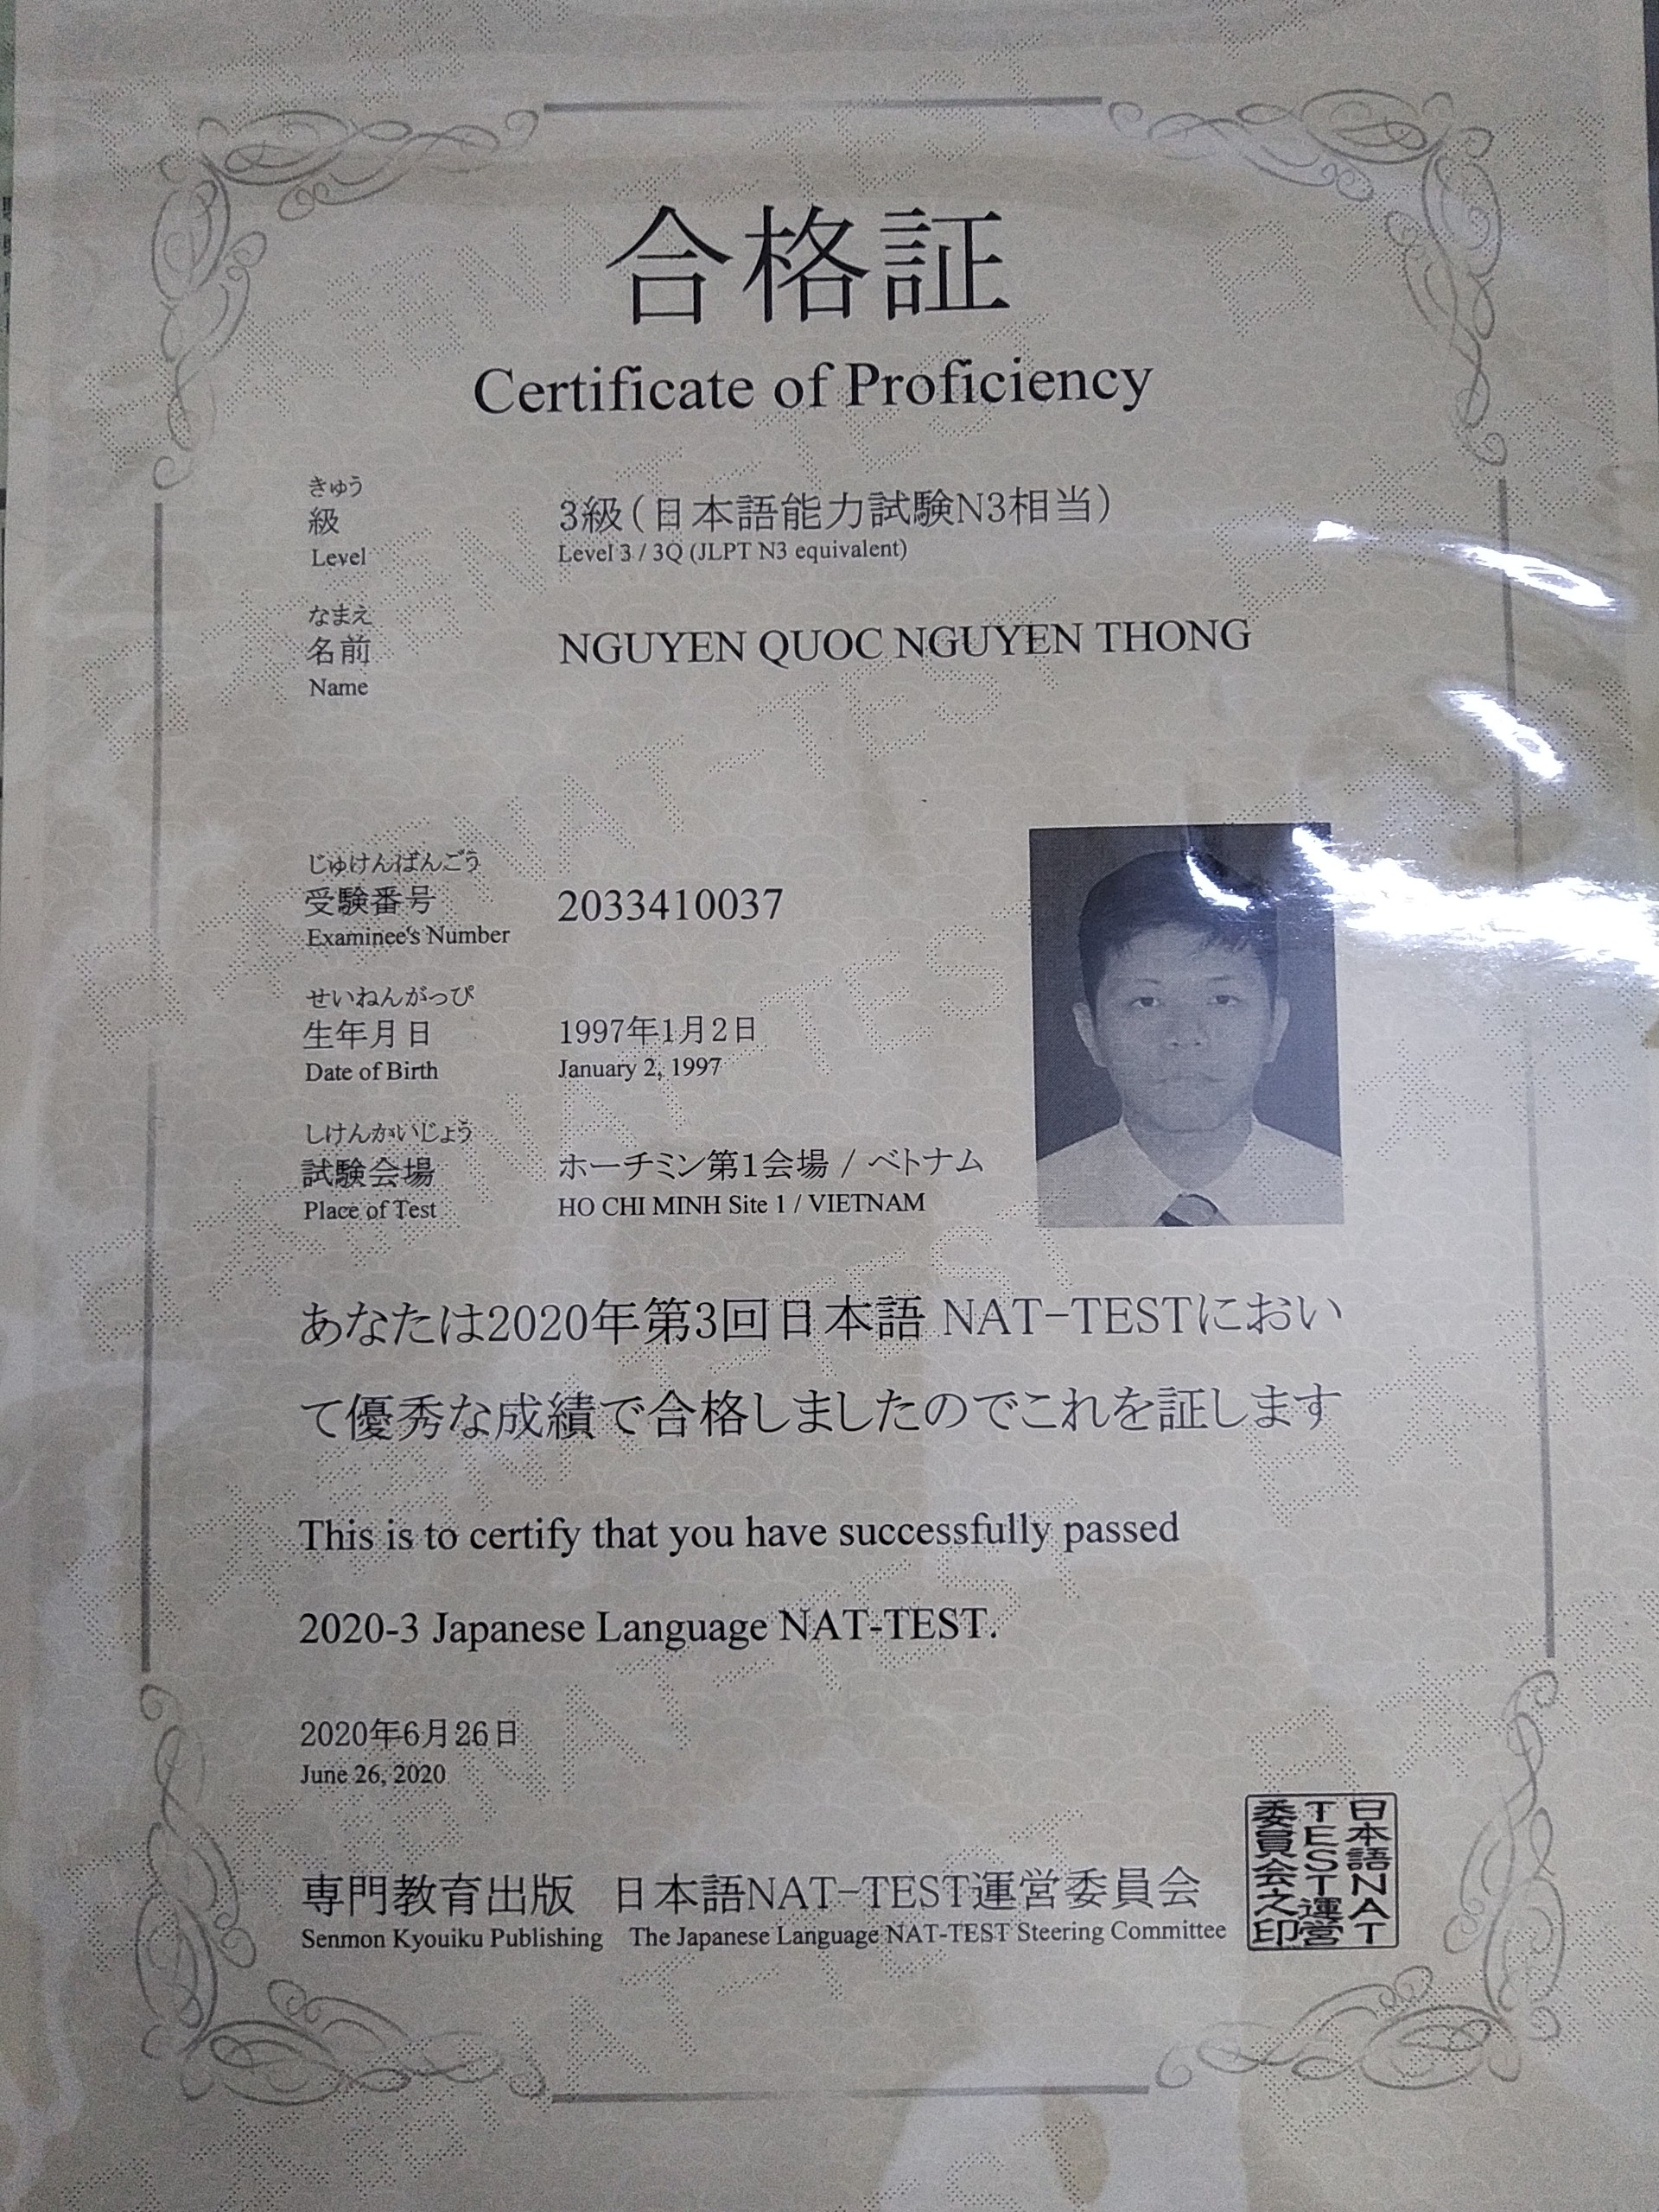 合格証
Certificate of Proficiency
きゅう
級
Level
3級（日本語能力試験N3相当）
Level 3 / 3Q (JLPT N3 equivalent)
なまえ
名前
Name
NGUYEN QUOC NGUYEN THONG
じゅけんばんごう
受験番号
Examinee's Number
2033410037
せいねんがっぴ
生年月日
Date of Birth
1997年1月2日
January 2, 1997
しけんかいじょう
試験会場
Place of Test
ホーチミン第1会場 / ベトナム
HO CHI MINH Site 1 / VIETNAM
あなたは2020年第3回日本語 NAT-TESTにおい
て優秀な成績で合格しましたのでこれを証します
This is to certify that you have successfully passed
2020-3 Japanese Language NAT-TEST.
2020年6月26日
June 26, 2020
専門教育出版 日本語NAT-TEST運営委員会
Senmon Kyouiku Publishing The Japanese Language NAT-TEST Steering Committee
日本語NAT
TEST運営
委員会之印